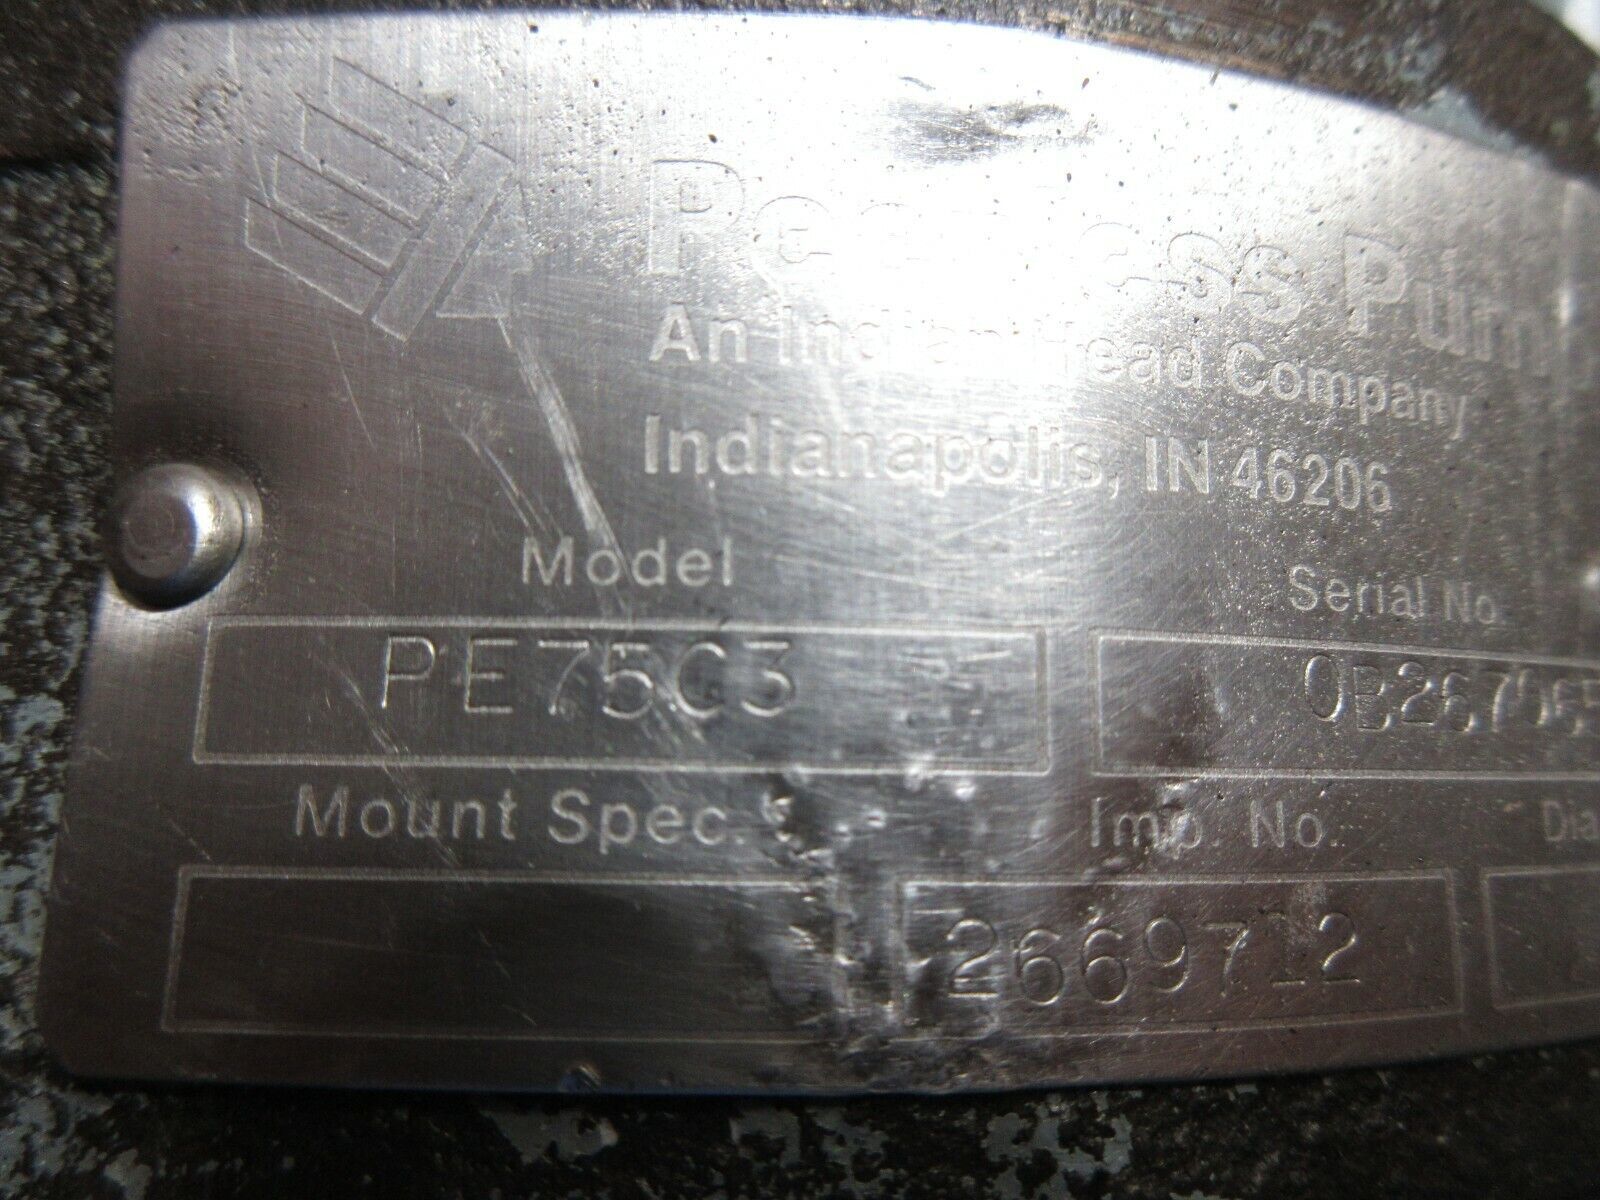 Peerless Pump
An Indian Head Company
Indianapolis, IN 46206
Model Serial No.
PE75C3
Mount Spec. Imp. No.
2669712